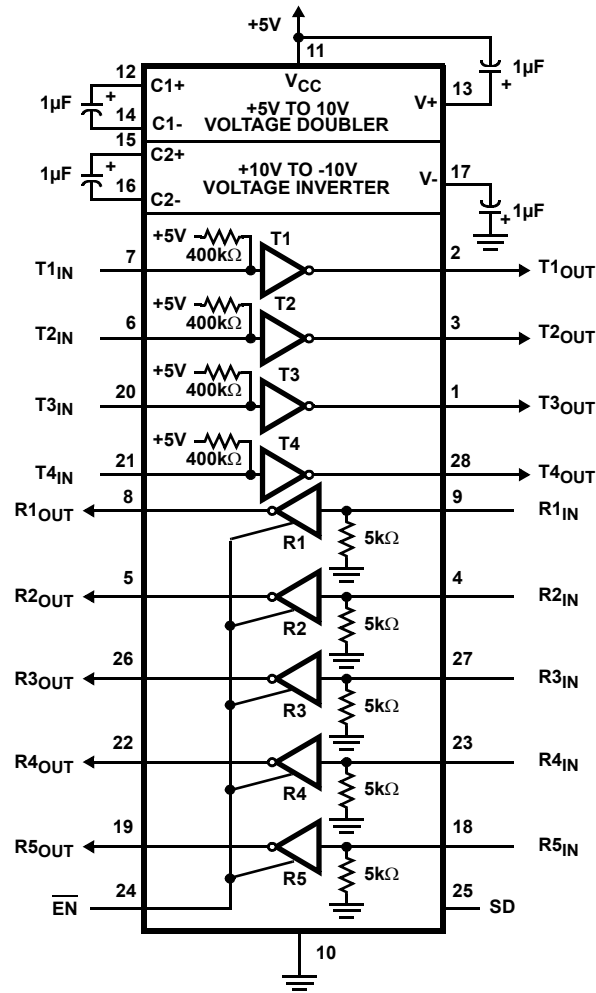 +5V
11
12
C1+
VCC
1µF
+
1µF
+
+5V TO 10V
VOLTAGE DOUBLER
V+
13
14
C1-
15
C2+
1µF
+
+10V TO -10V
VOLTAGE INVERTER
V-
17
16
C2-
+
1µF
+5V
400kΩ
T1
T1IN
7
2
T1OUT
+5V
400kΩ
T2
T2IN
6
3
T2OUT
+5V
400kΩ
T3
T3IN
20
1
T3OUT
+5V
400kΩ
T4
T4IN
21
28
T4OUT
R1OUT
8
R1
5kΩ
9
R1IN
R2OUT
5
R2
5kΩ
4
R2IN
R3OUT
26
R3
5kΩ
27
R3IN
R4OUT
22
R4
5kΩ
23
R4IN
R5OUT
19
R5
5kΩ
18
R5IN
EN
24
25
SD
10